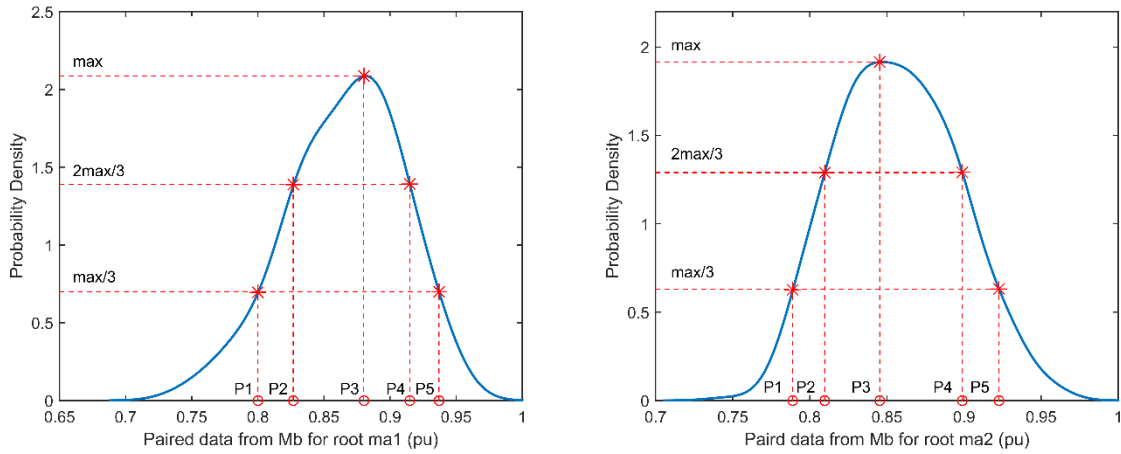 2.5
max
2
2max/3
1.5
Probability Density
1
max/3
0.5
P1 P2 P3 P4 P5
0
0.65 0.7 0.75 0.8 0.85 0.9 0.95 1
Paired data from Mb for root ma1 (pu)
2
max
1.5
2max/3
Probability Density
1
max/3
0.5
P1 P2 P3 P4 P5
0
0.7 0.75 0.8 0.85 0.9 0.95 1
Paird data from Mb for root ma2 (pu)